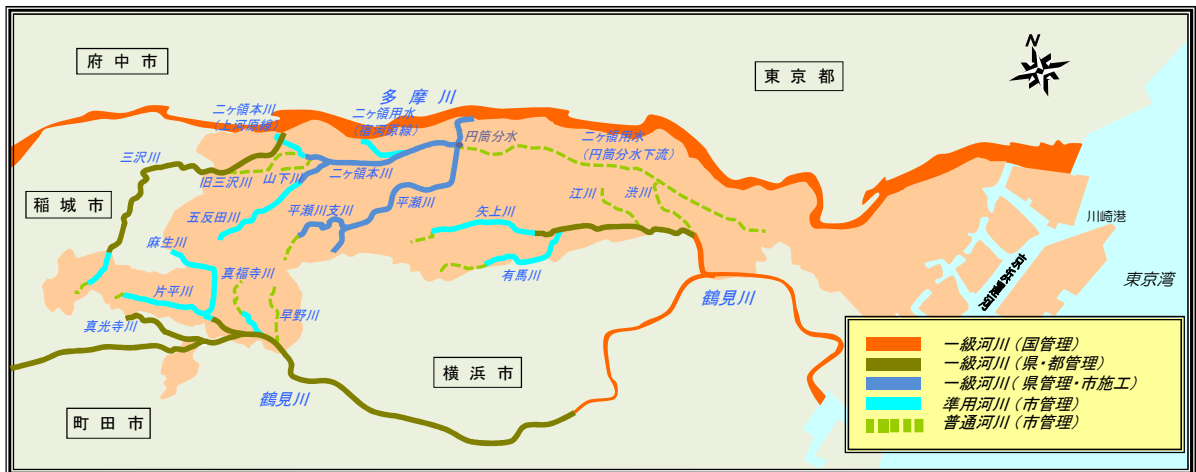 府中市
東京都
N
多摩川
二ヶ領本川
(上河原線)
二ヶ領用水
(宿河原線)
円筒分水
二ヶ領用水
(円筒分水下流)
三沢川
旧三沢川
山下川
二ヶ領本川
稲城市
五反田川
平瀬川支川
平瀬川
江川
渋川
矢上川
川崎港
麻生川
真福寺川
有馬川
京浜運河
東京湾
片平川
早野川
鶴見川
真光寺川
横浜市
鶴見川
町田市
一級河川(国管理)
一級河川(県・都管理)
一級河川(県管理・市施工)
準用河川(市管理)
普通河川(市管理)